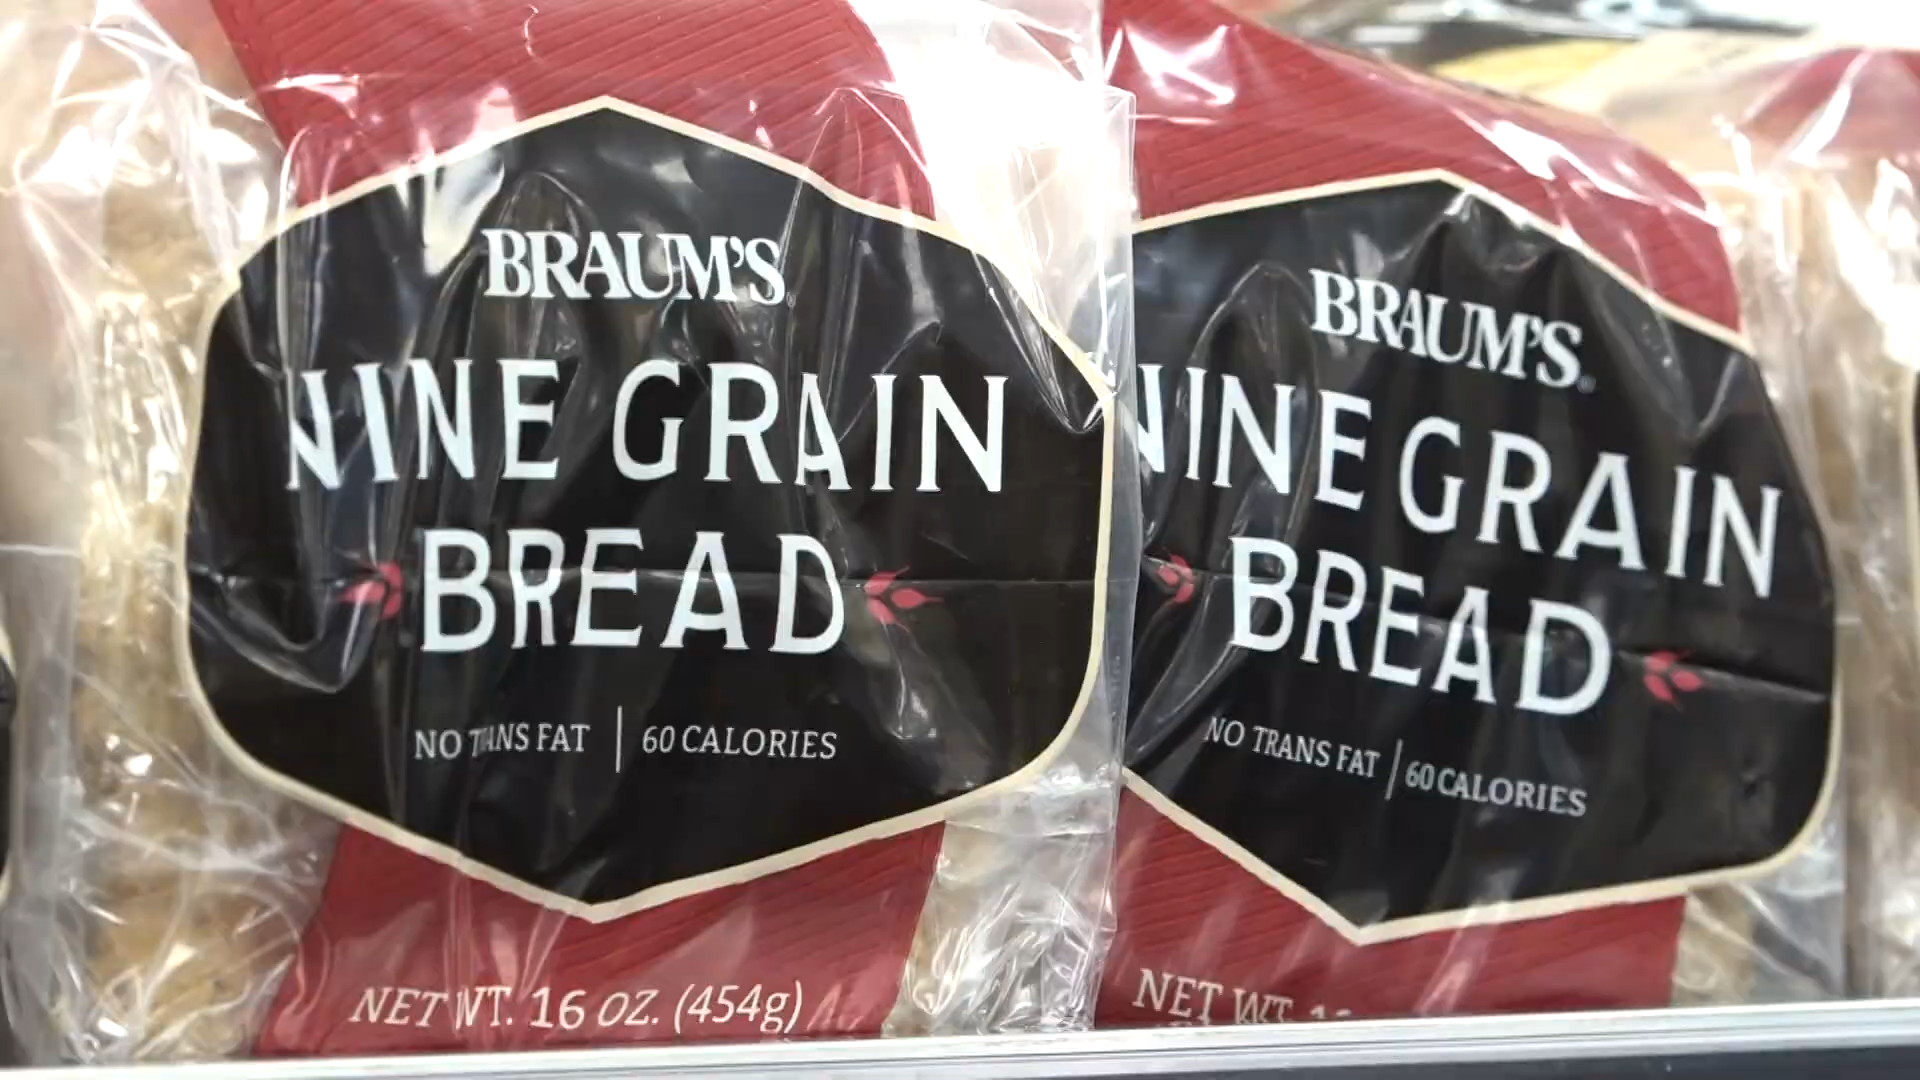 BRAUM'S
NINE GRAIN
BREAD
NO TRANS FAT | 60 CALORIES
NET WT. 16 OZ. (454g)
BRAUM'S
NINE GRAIN
BREAD
NO TRANS FAT | 60 CALORIES
NET WT.